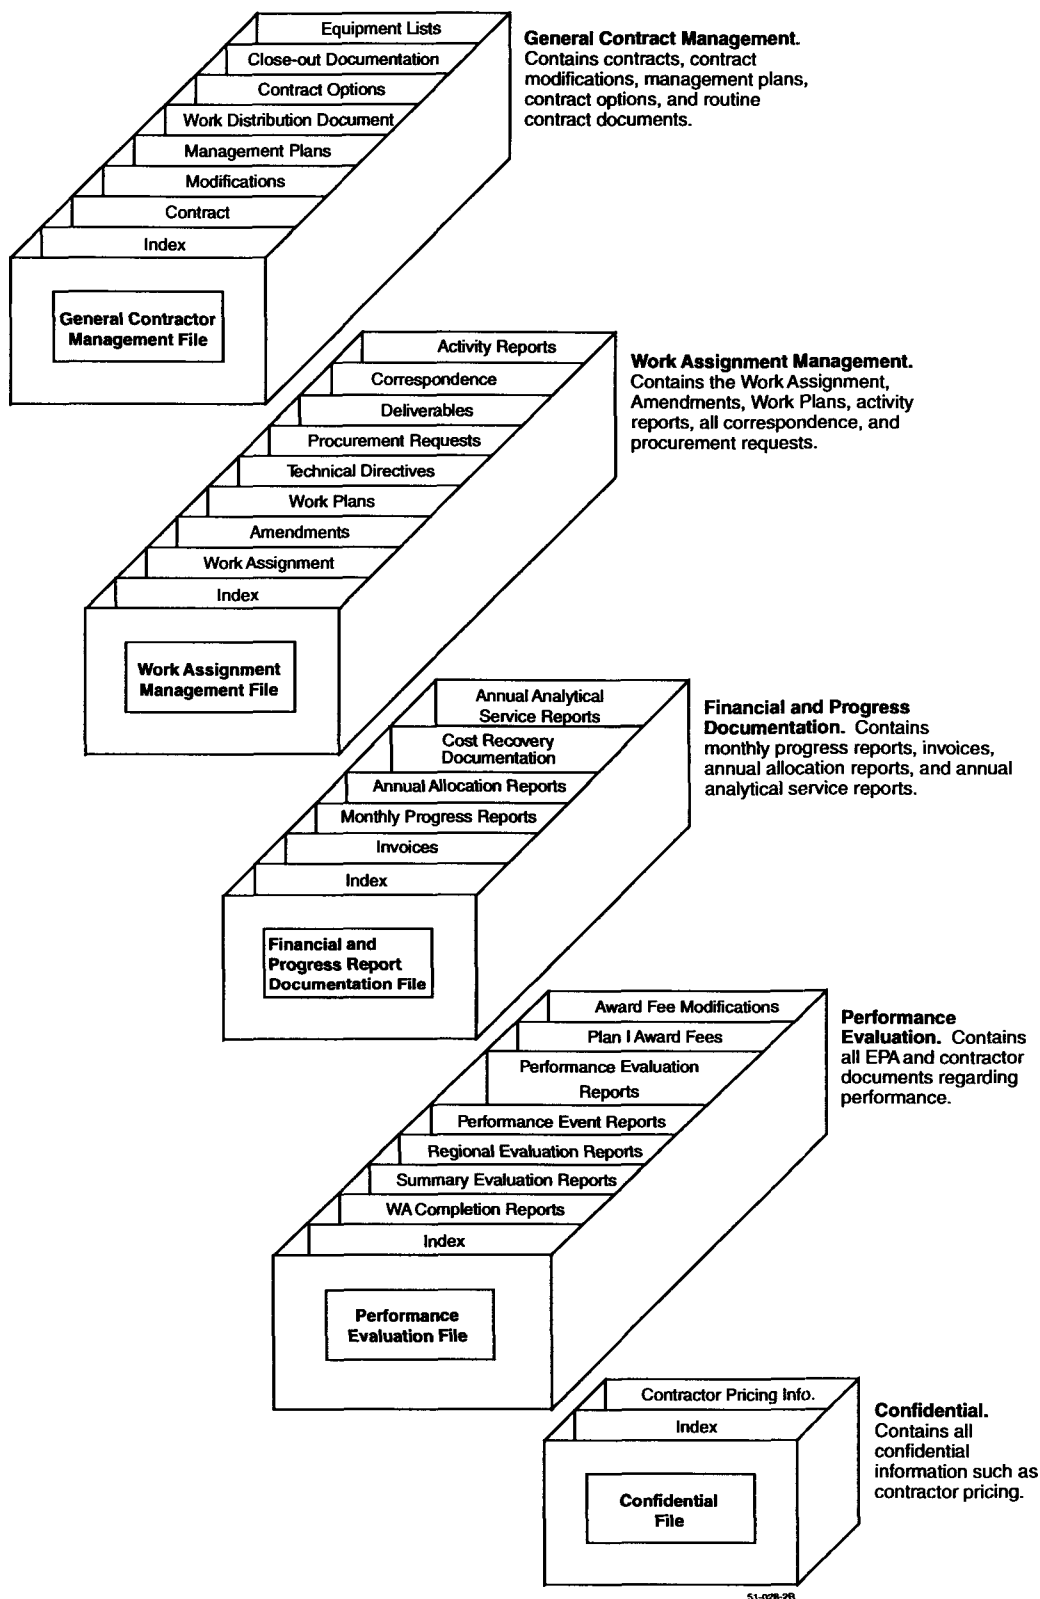 Equipment Lists
Close-out Documentation
Contract Options
Work Distribution Document
Management Plans
Modifications
Contract
Index
General Contractor
Management File
General Contract Management.
Contains contracts, contract
modifications, management plans,
contract options, and routine
contract documents.
Activity Reports
Correspondence
Deliverables
Procurement Requests
Technical Directives
Work Plans
Amendments
Work Assignment
Index
Work Assignment
Management File
Work Assignment Management.
Contains the Work Assignment,
Amendments, Work Plans, activity
reports, all correspondence, and
procurement requests.
Annual Analytical
Service Reports
Cost Recovery
Documentation
Annual Allocation Reports
Monthly Progress Reports
Invoices
Index
Financial and
Progress Report
Documentation File
Financial and Progress
Documentation. Contains
monthly progress reports, invoices,
annual allocation reports, and annual
analytical service reports.
Award Fee Modifications
Plan I Award Fees
Performance Evaluation
Reports
Performance Event Reports
Regional Evaluation Reports
Summary Evaluation Reports
WA Completion Reports
Index
Performance
Evaluation File
Performance
Evaluation. Contains
all EPA and contractor
documents regarding
performance.
Contractor Pricing Info.
Index
Confidential
File
Confidential.
Contains all
confidential
information such as
contractor pricing.
51-028-2B